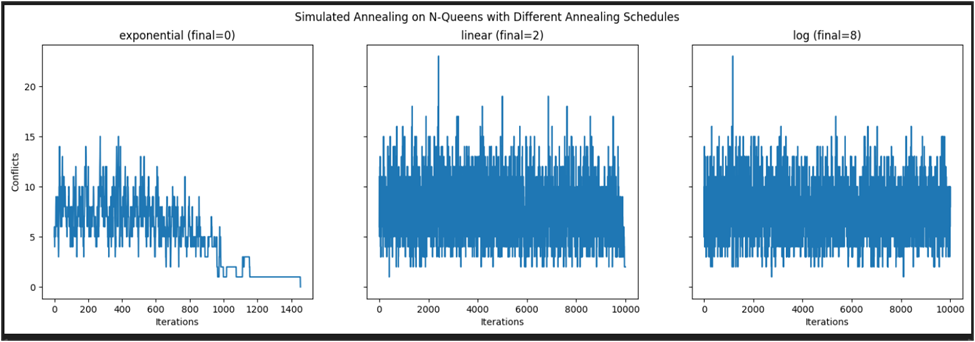 Simulated Annealing on N-Queens with Different Annealing Schedules
exponential (final=0)
linear (final=2)
log (final=8)
Conflicts
20
15
10
5
0
0 200 400 600 800 1000 1200 1400
Iterations
0 2000 4000 6000 8000 10000
Iterations
0 2000 4000 6000 8000 10000
Iterations